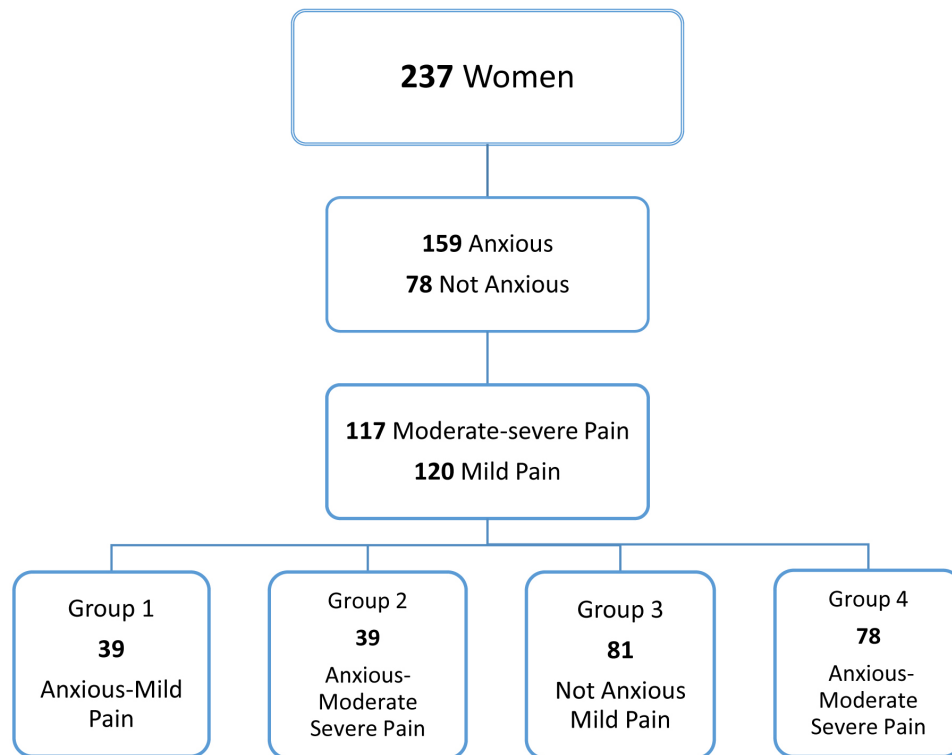 237 Women
159 Anxious
78 Not Anxious
117 Moderate-severe Pain
120 Mild Pain
Group 1
39
Anxious-Mild
Pain
Group 2
39
Anxious-
Moderate
Severe Pain
Group 3
81
Not Anxious
Mild Pain
Group 4
78
Anxious-
Moderate
Severe Pain